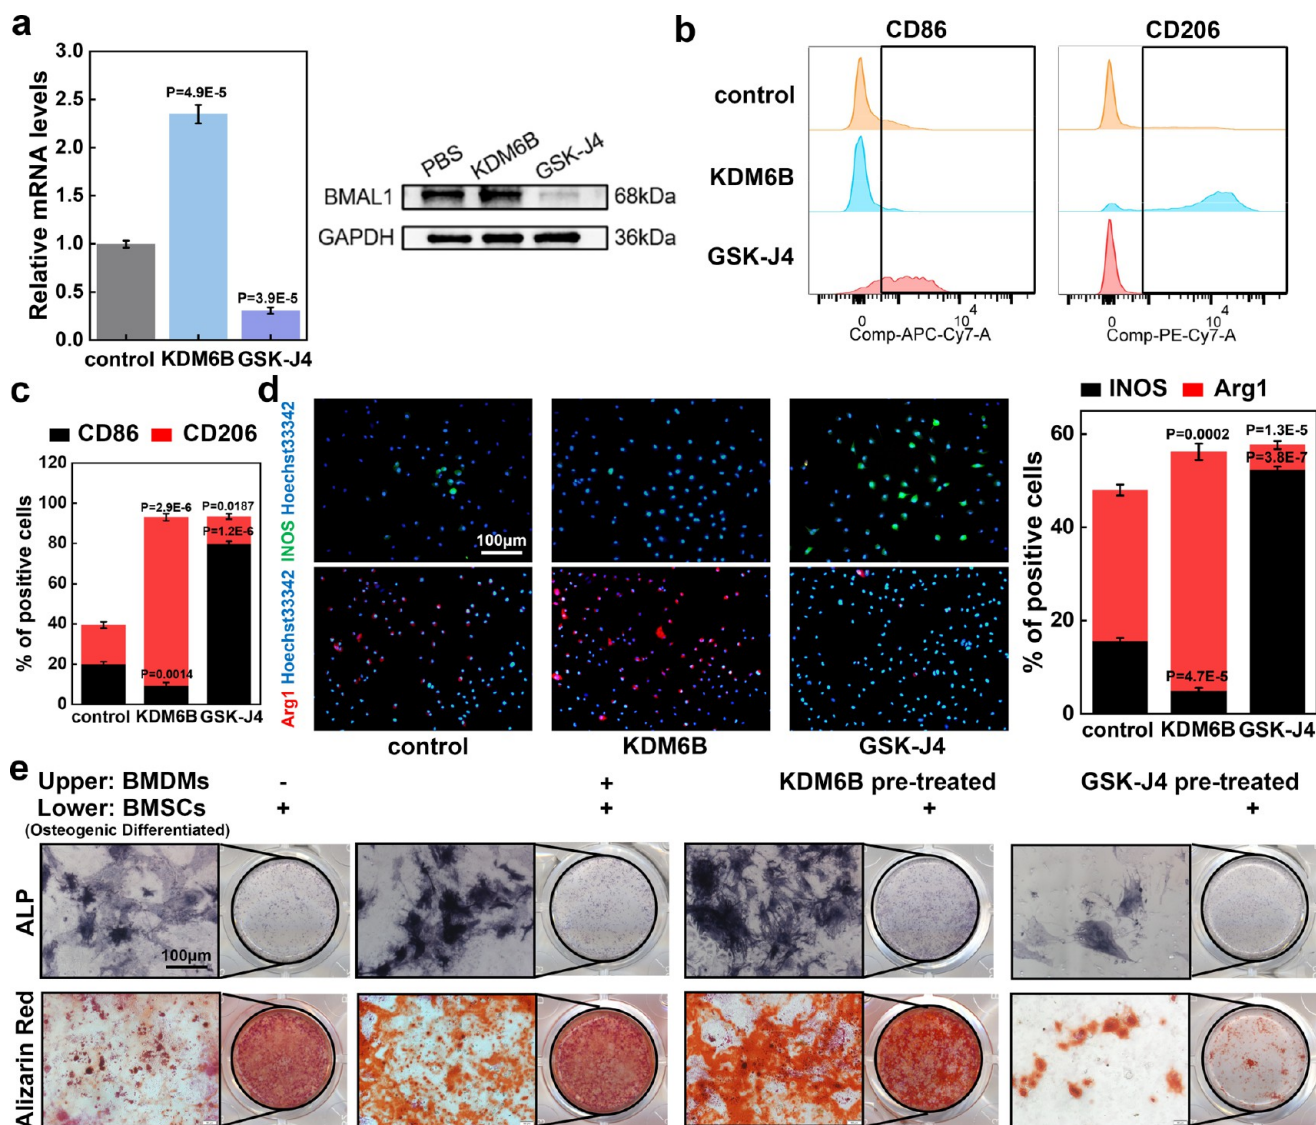 a
Relative mRNA levels
3.0
2.5
2.0
1.5
1.0
0.5
0.0
P=4.9E-5
P=3.9E-5
control KDM6B GSK-J4
PBS KDM6B GSK-J4
BMAL1 68kDa
GAPDH 36kDa
b
CD86 CD206
control
KDM6B
GSK-J4
0 10⁴
Comp-APC-Cy7-A
0 10⁴
Comp-PE-Cy7-A
c
CD86 CD206
% of positive cells
120
100
80
60
40
20
0
P=2.9E-6 P=0.0187
P=1.2E-6
P=0.0014
control KDM6B GSK-J4
d
INOS Hoechst33342
Arg1 Hoechst33342
100μm
control KDM6B GSK-J4
INOS Arg1
% of positive cells
60
40
20
0
P=0.0002 P=1.3E-5
P=3.8E-7
P=4.7E-5
control KDM6B GSK-J4
e
Upper: BMDMs - + KDM6B pre-treated GSK-J4 pre-treated
Lower: BMSCs + + + +
(Osteogenic Differentiated)
ALP
100μm
Alizarin Red